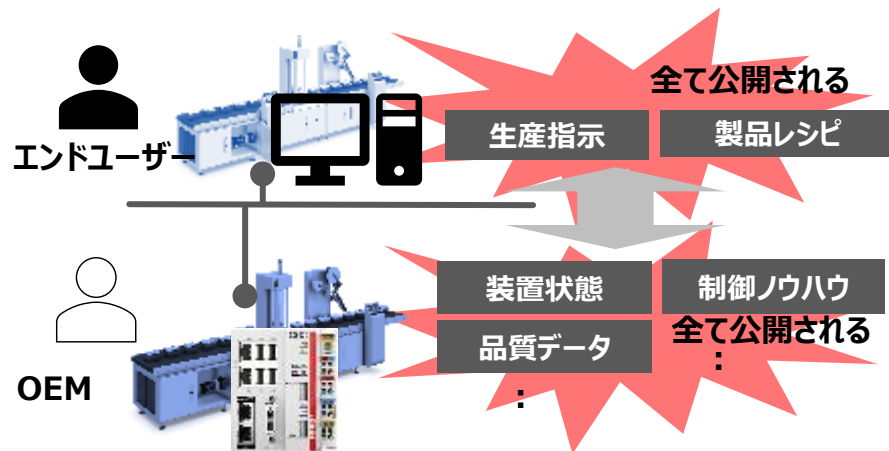 全て公開される
生産指示
製品レシピ
エンドユーザー
装置状態
制御ノウハウ
品質データ
全て公開される
:
:
OEM